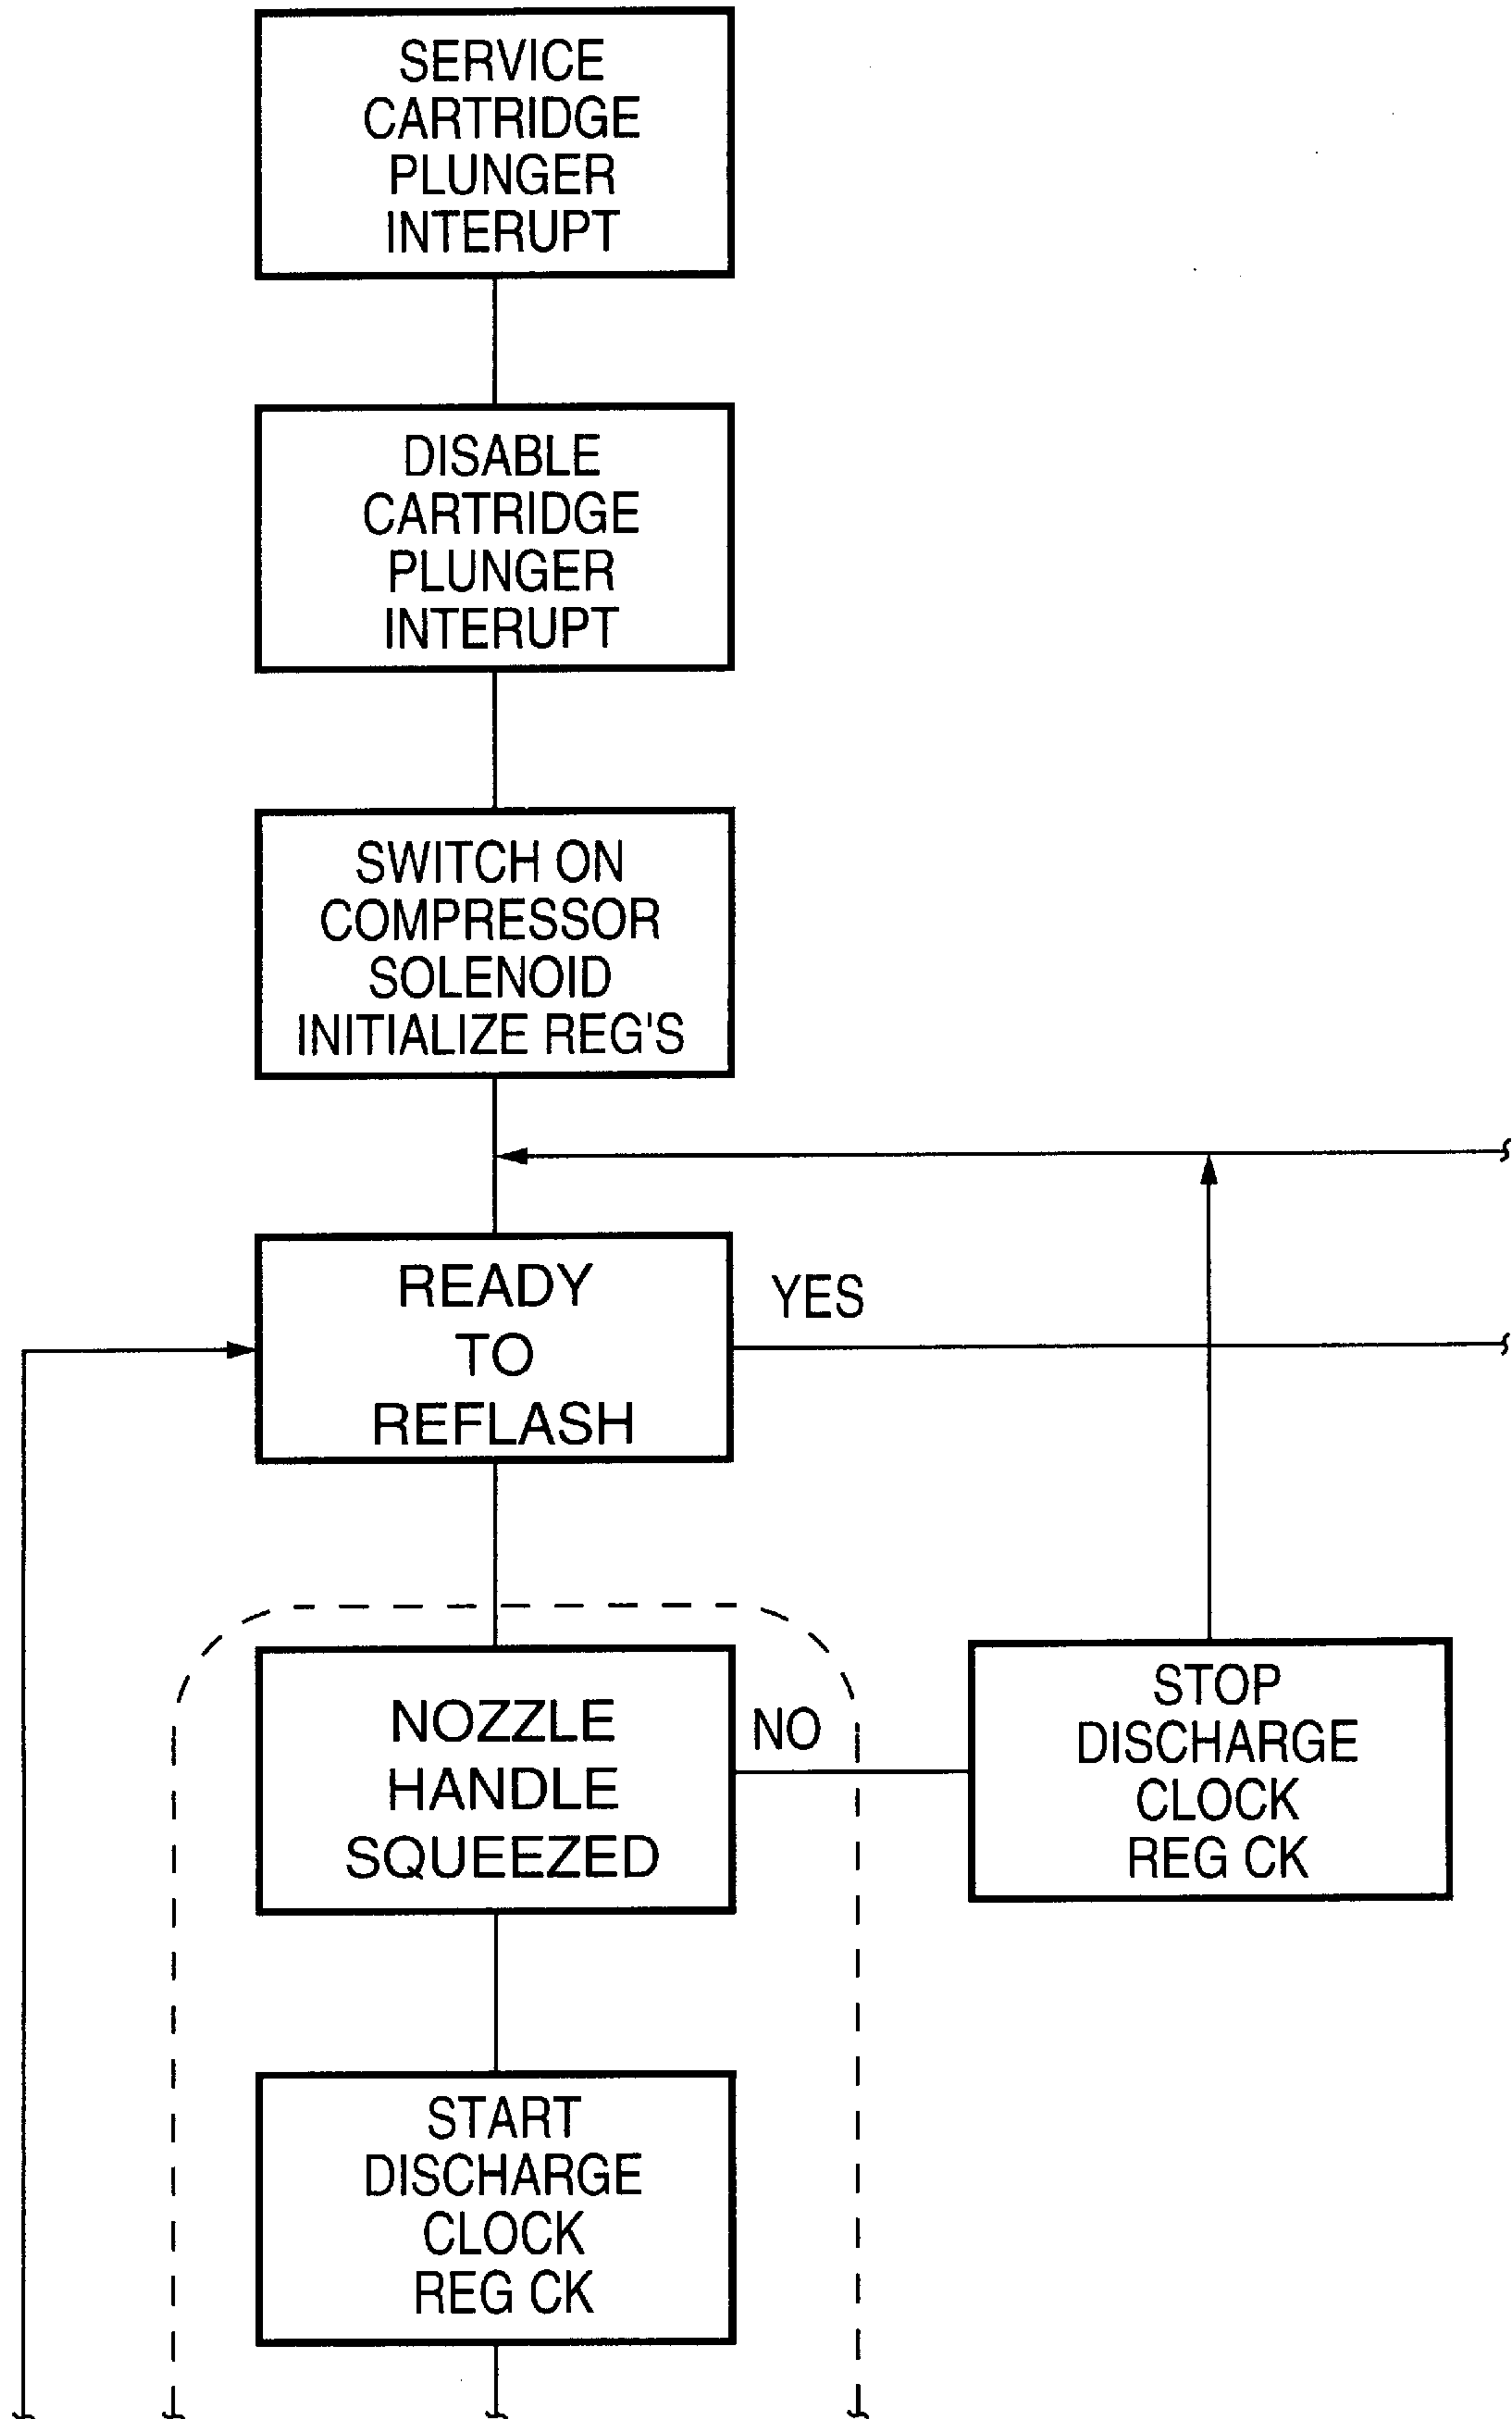 SERVICE
CARTRIDGE
PLUNGER
INTERUPT
DISABLE
CARTRIDGE
PLUNGER
INTERUPT
SWITCH ON
COMPRESSOR
SOLENOID
INITIALIZE REG'S
READY
TO
REFLASH
YES
NOZZLE
HANDLE
SQUEEZED
NO
STOP
DISCHARGE
CLOCK
REG CK
START
DISCHARGE
CLOCK
REG CK